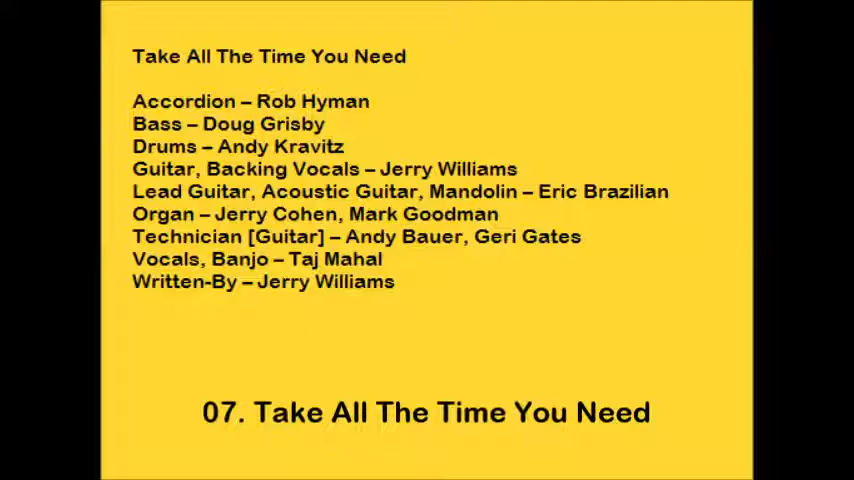 Take All The Time You Need
Accordion – Rob Hyman
Bass – Doug Grisby
Drums – Andy Kravitz
Guitar, Backing Vocals – Jerry Williams
Lead Guitar, Acoustic Guitar, Mandolin – Eric Brazilian
Organ – Jerry Cohen, Mark Goodman
Technician [Guitar] – Andy Bauer, Geri Gates
Vocals, Banjo – Taj Mahal
Written-By – Jerry Williams
07. Take All The Time You Need